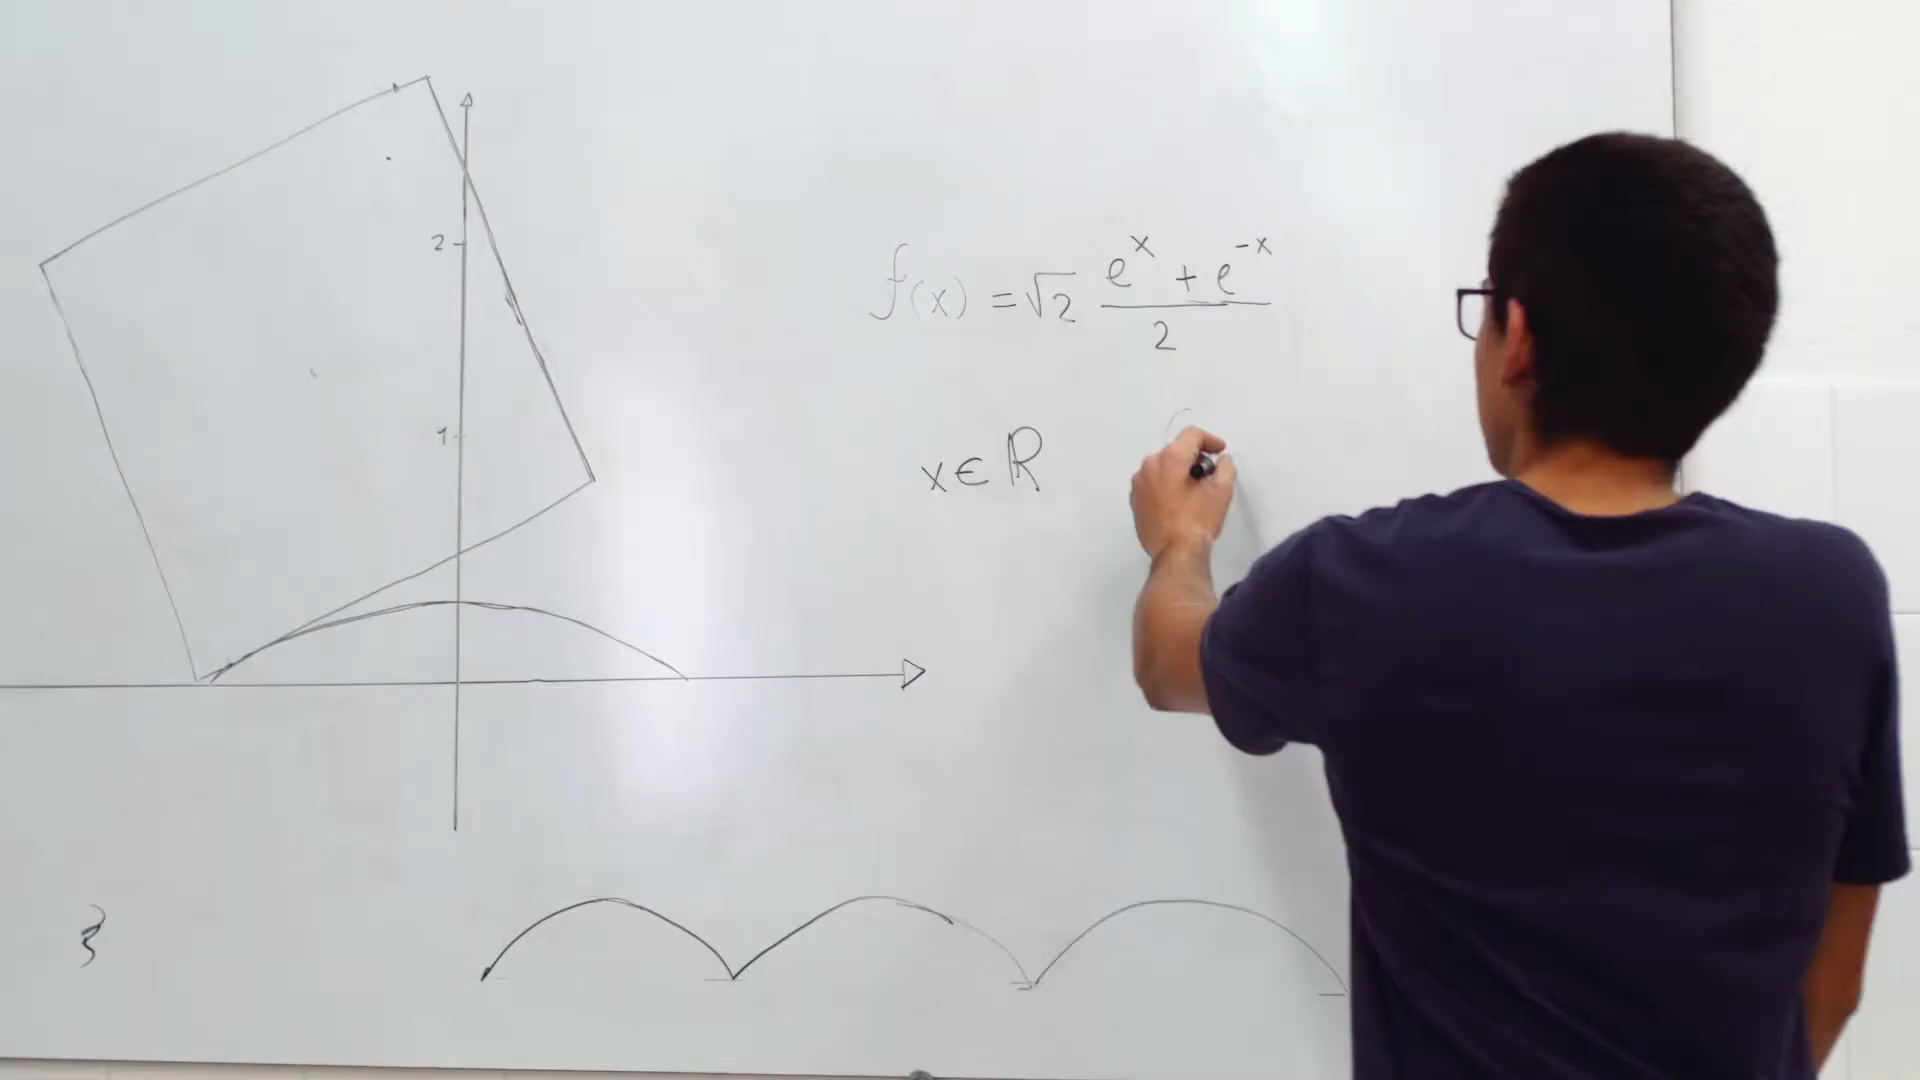 2
1
f(x) = √2 (e^x + e^-x)/2
x ∈ ℝ